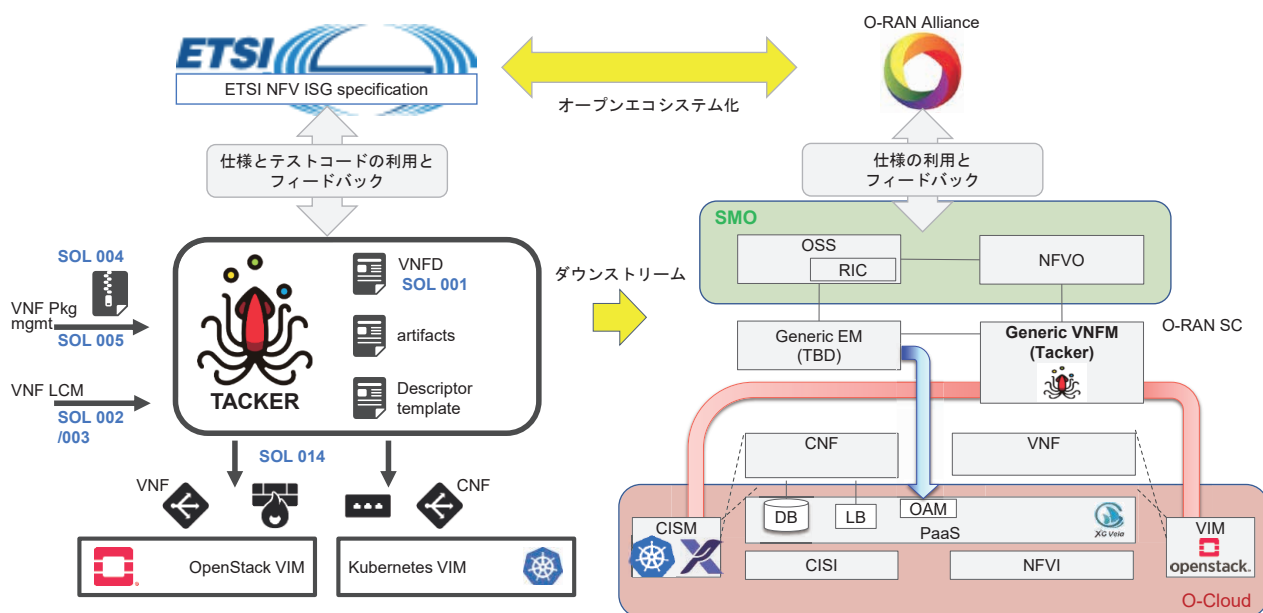 ETSI
ETSI NFV ISG specification
O-RAN Alliance
オープンエコシステム化
仕様とテストコードの利用と
フィードバック
仕様の利用と
フィードバック
SOL 004
VNF Pkg
mgmt
SOL 005
VNF LCM
SOL 002
/003
TACKER
VNFD
SOL 001
artifacts
Descriptor
template
SOL 014
VNF
CNF
OpenStack VIM
Kubernetes VIM
ダウンストリーム
SMO
OSS
RIC
NFVO
Generic EM
(TBD)
Generic VNFM
(Tacker)
O-RAN SC
CNF
VNF
DB
LB
OAM
PaaS
XG Vela
CISM
VIM
openstack.
CISI
NFVI
O-Cloud